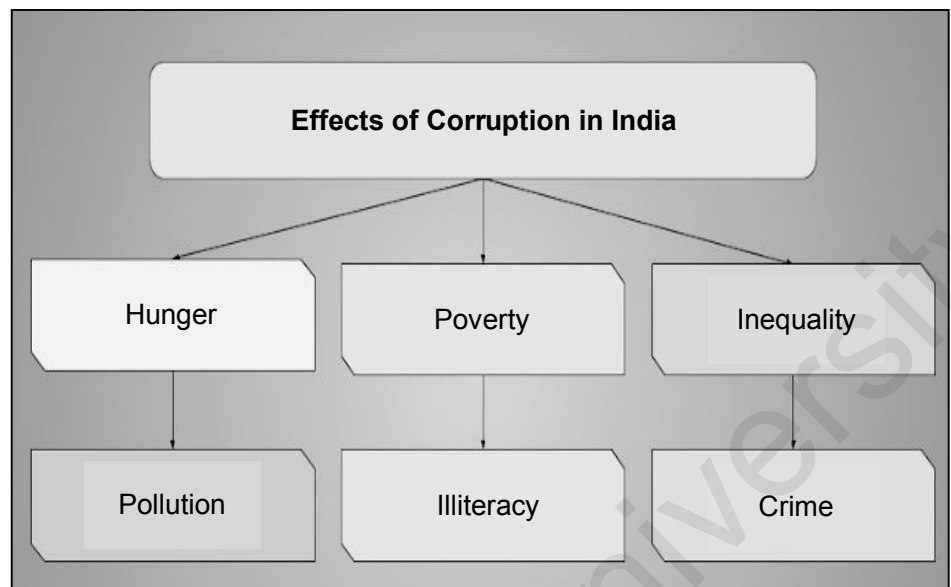 Effects of Corruption in India
Hunger
Poverty
Inequality
Pollution
Illiteracy
Crime